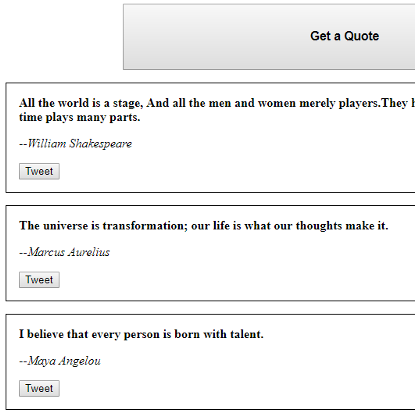 Get a Quote
All the world is a stage, And all the men and women merely players.They
time plays many parts.
--William Shakespeare
Tweet
The universe is transformation; our life is what our thoughts make it.
--Marcus Aurelius
Tweet
I believe that every person is born with talent.
--Maya Angelou
Tweet